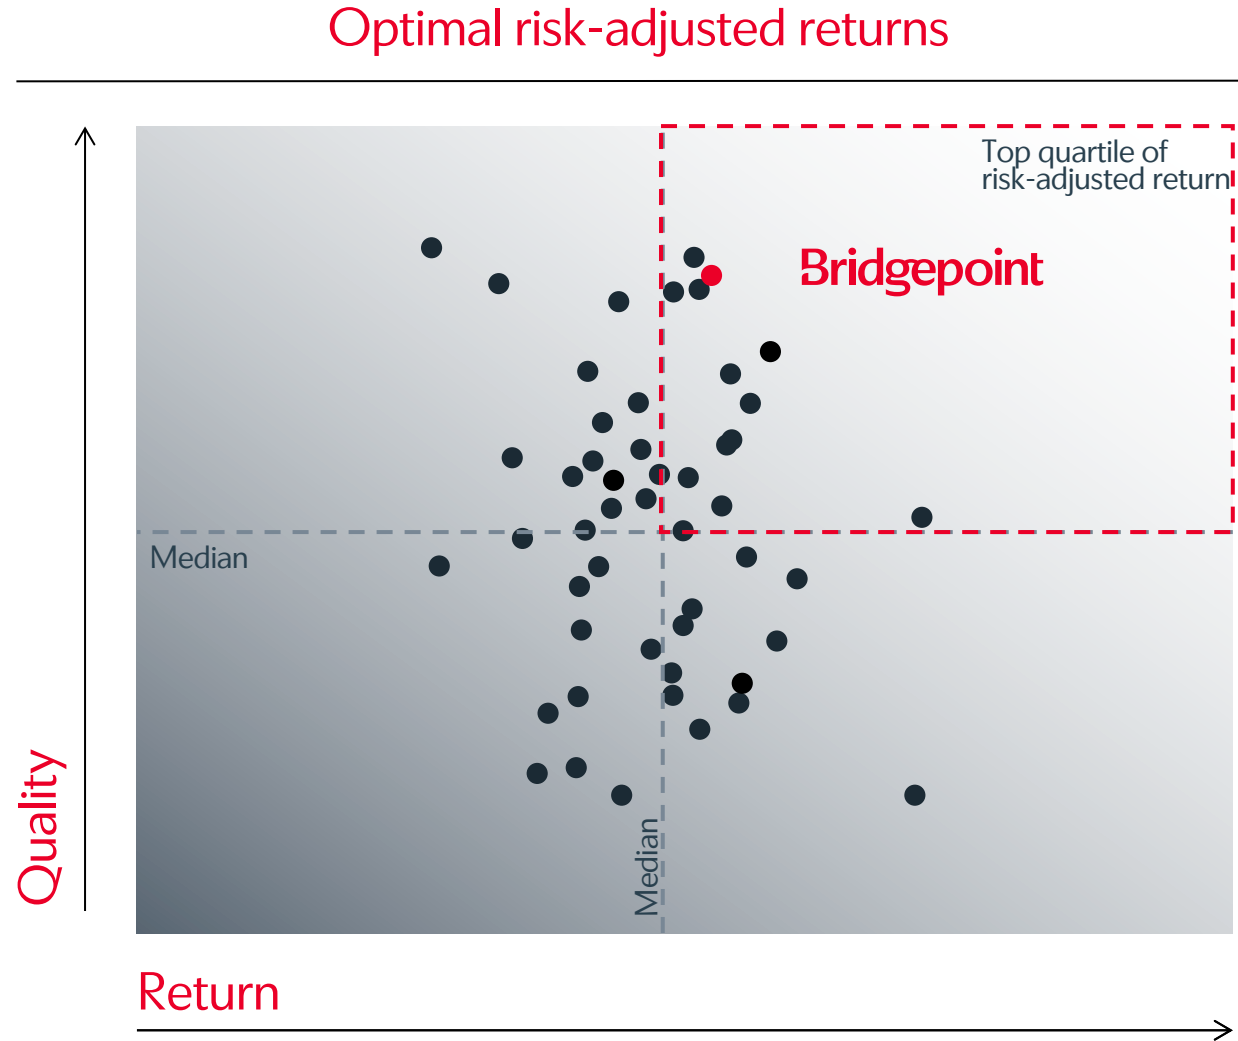 Optimal risk-adjusted returns
Top quartile of
risk-adjusted return
Bridgepoint
Median
Median
Quality
Return